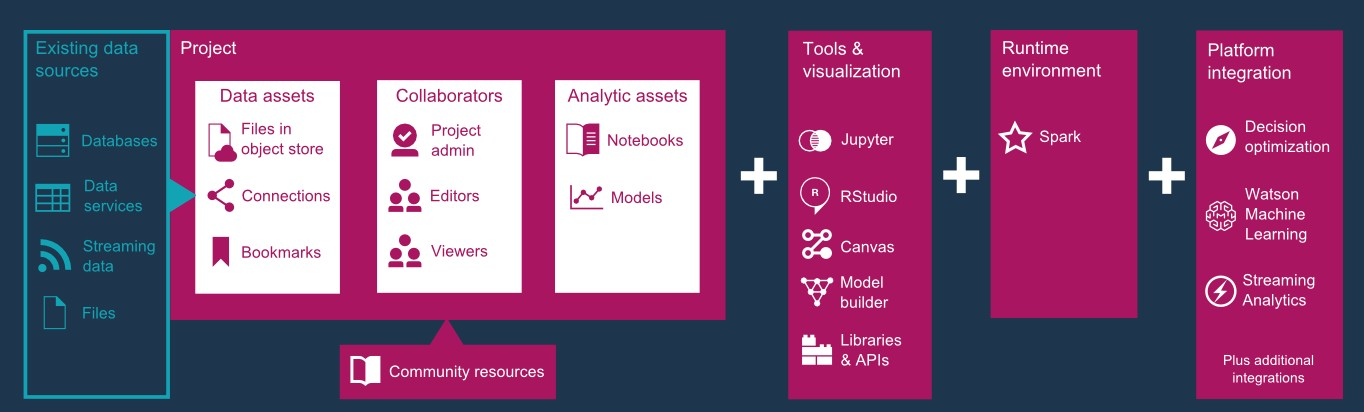 Existing data
sources
Databases
Data
services
Streaming
data
Files
Project
Data assets
Files in
object store
Connections
Bookmarks
Collaborators
Project
admin
Editors
Viewers
Analytic assets
Notebooks
Models
Community resources
Tools &
visualization
Jupyter
R
RStudio
Canvas
Model
builder
Libraries
& APIs
Runtime
environment
Spark
Platform
integration
Decision
optimization
Watson
Machine
Learning
Streaming
Analytics
Plus additional
integrations